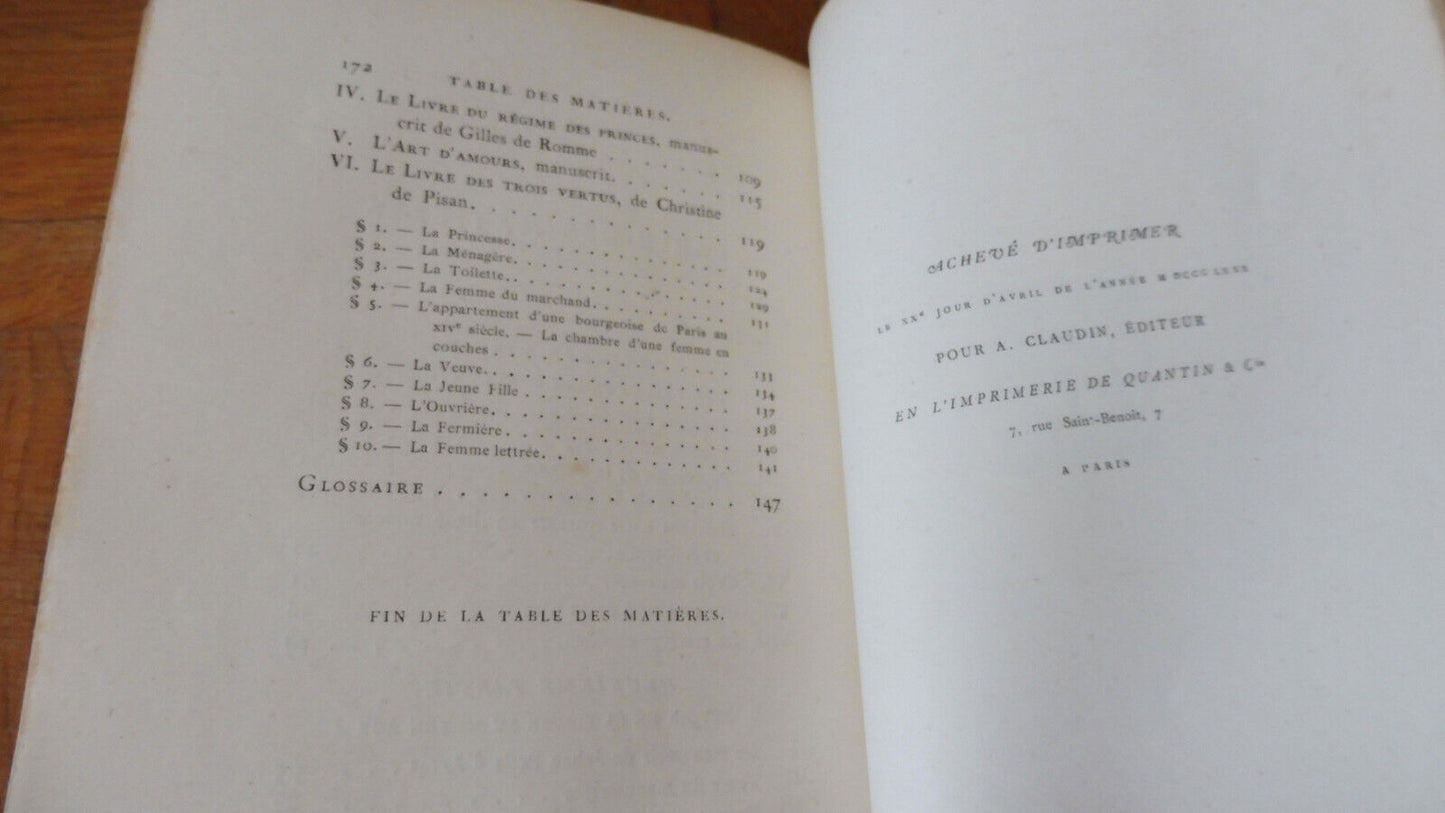 172 TABLE DES MATIÈRES.
IV. LE LIVRE DU RÉGIME DES PRINCES, manus-
crit de Gilles de Romme . . . . . . . 109
V. L'ART D'AMOURS, manuscrit. . . . . . . 115
VI. LE LIVRE DES TROIS VERTUS, de Christine
de Pisan. . . . . . . . . . . . 119
§ 1. — La Princesse. . . . . . . . . . . . 119
§ 2. — La Ménagère. . . . . . . . . . . . 124
§ 3. — La Toilette. . . . . . . . . . . . 129
§ 4. — La Femme du marchand. . . . . . . . 131
§ 5. — L'appartement d'une bourgeoise de Paris au
XIVe siècle. — La chambre d'une femme en
couches . . . . . . . . . . . . 133
§ 6. — La Veuve. . . . . . . . . . . . . 134
§ 7. — La Jeune Fille . . . . . . . . . . . 137
§ 8. — L'Ouvrière. . . . . . . . . . . . 138
§ 9. — La Fermière. . . . . . . . . . . . 140
§ 10. — La Femme lettrée. . . . . . . . . . 141
GLOSSAIRE . . . . . . . . . . . . . . . 147
FIN DE LA TABLE DES MATIÈRES.
ACHEVÉ D'IMPRIMER
LE XXe JOUR D'AVRIL DE L'ANNÉE MDCCCLXXX
POUR A. CLAUDIN, ÉDITEUR
EN L'IMPRIMERIE DE QUANTIN & Cie
7, rue Saint-Benoit, 7
A PARIS